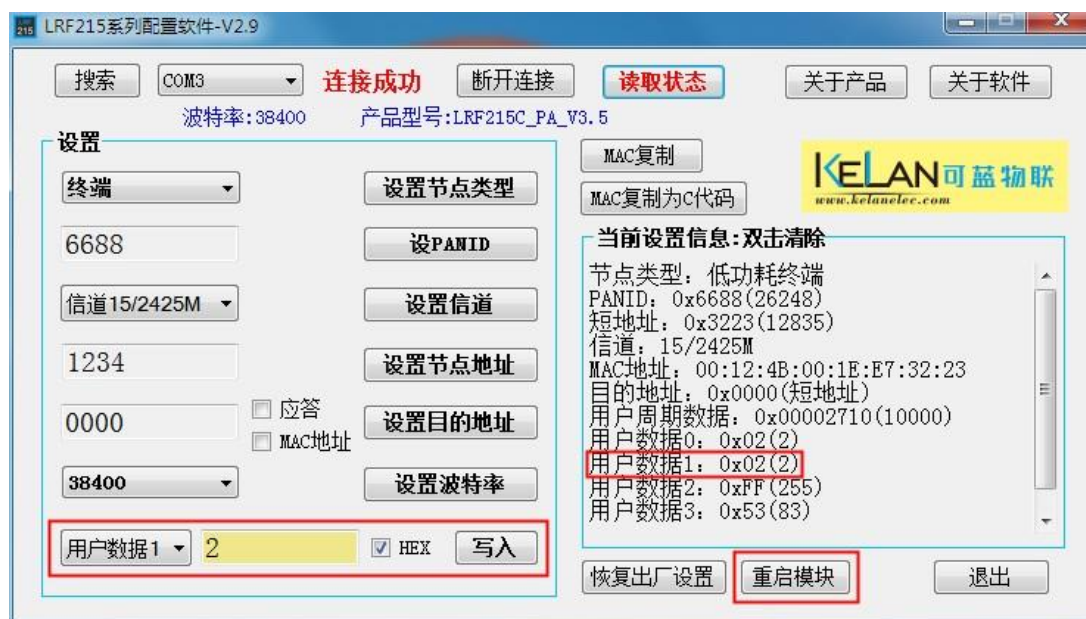 LRF215系列配置软件-V2.9
搜索 COM3 连接成功 断开连接 读取状态 关于产品 关于软件
波特率:38400 产品型号:LRF215C_PA_V3.5
设置
终端 设置节点类型
6688 设PANID
信道15/2425M 设置信道
1234 设置节点地址
0000 应答 MAC地址 设置目的地址
38400 设置波特率
用户数据1 2 HEX 写入
MAC复制
MAC复制为C代码
KELAN可蓝物联
www.kelanelec.com
当前设置信息:双击清除
节点类型: 低功耗终端
PANID: 0x6688(26248)
短地址: 0x3223(12835)
信道: 15/2425M
MAC地址: 00:12:4B:00:1E:E7:32:23
目的地址: 0x0000(短地址)
用户周期数据: 0x00002710(10000)
用户数据0: 0x02(2)
用户数据1: 0x02(2)
用户数据2: 0xFF(255)
用户数据3: 0x53(83)
恢复出厂设置 重启模块 退出